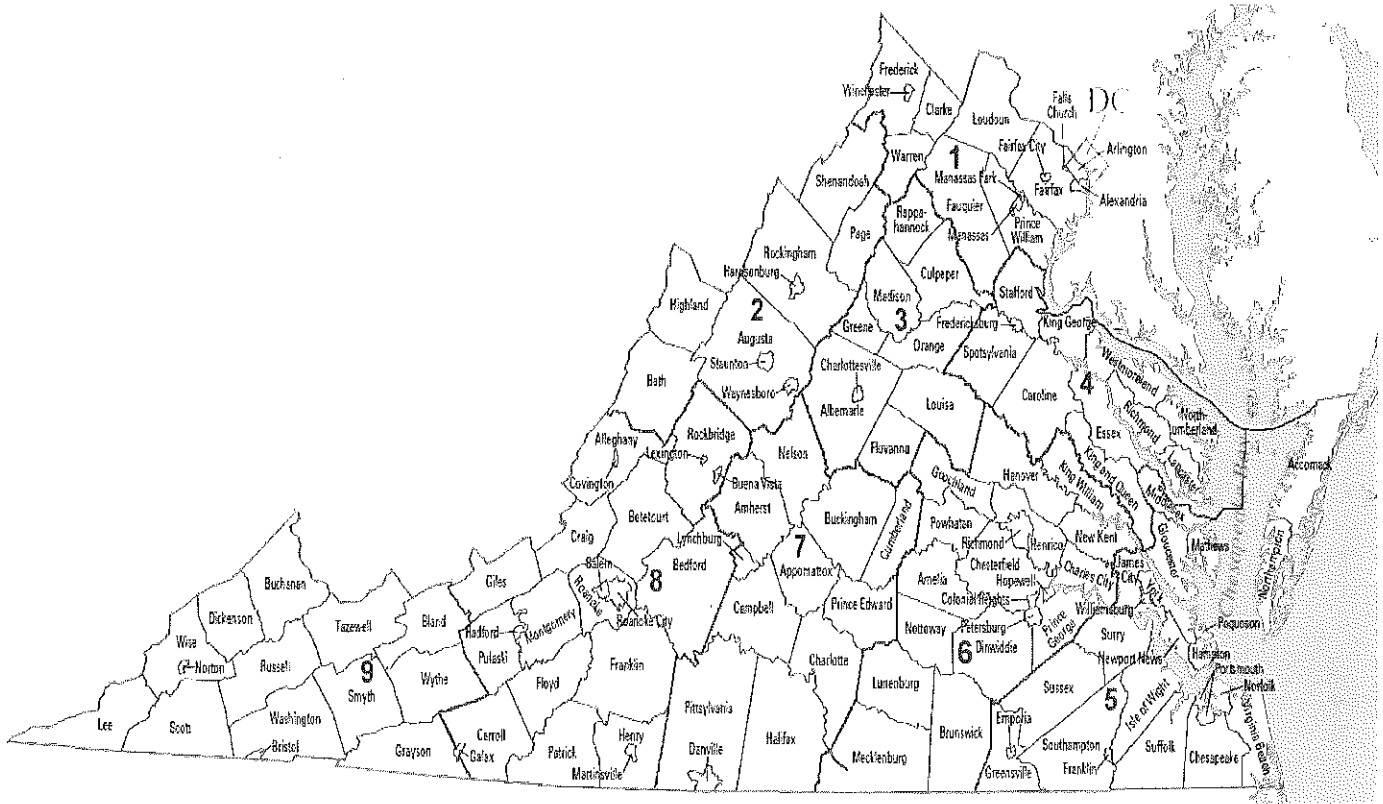 Frederick
Winchester
Clarke
Loudoun
Falls
Church
DC
Arlington
Fairfax City
Fairfax
Alexandria
Warren
1
Shenandoah
Manassas Park
Fauquier
Rappa-
hannock
Manassas
Prince
William
Page
Rockingham
Harrisonburg
Culpeper
Madison
Stafford
Highland
2
Greene
3
Fredericksburg
King George
Augusta
Orange
Spotsylvania
Staunton
Charlottesville
Westmoreland
Bath
Waynesboro
Albemarle
Louisa
Caroline
4
Richmond
North-
umberland
Essex
Alleghany
Rockbridge
Nelson
Fluvanna
Lancaster
Accomack
Lexington
Goochland
Hanover
King and Queen
King William
Covington
Buena Vista
Middlesex
Botetourt
Amherst
Buckingham
Cumberland
Powhatan
New Kent
Gloucester
Mathews
Craig
Lynchburg
Richmond
Henrico
7
Chesterfield
James
City
Northampton
Buchanan
Giles
Salem
8
Bedford
Appomattox
Amelia
Hopewell
Charles City
York
Roanoke
Colonial Heights
Dickenson
Tazewell
Bland
Radford
Montgomery
Roanoke City
Campbell
Prince Edward
Prince
George
Williamsburg
Wise
Nottoway
Petersburg
Poquoson
Norton
Russell
9
Pulaski
6
Dinwiddie
Surry
Newport News
Hampton
Wythe
Franklin
Charlotte
Portsmouth
Smyth
Floyd
Lunenburg
Sussex
Norfolk
Lee
Scott
Washington
Pittsylvania
5
Isle of Wight
Carroll
Henry
Halifax
Brunswick
Emporia
Virginia Beach
Bristol
Grayson
Galax
Patrick
Danville
Mecklenburg
Southampton
Suffolk
Chesapeake
Martinsville
Greensville
Franklin